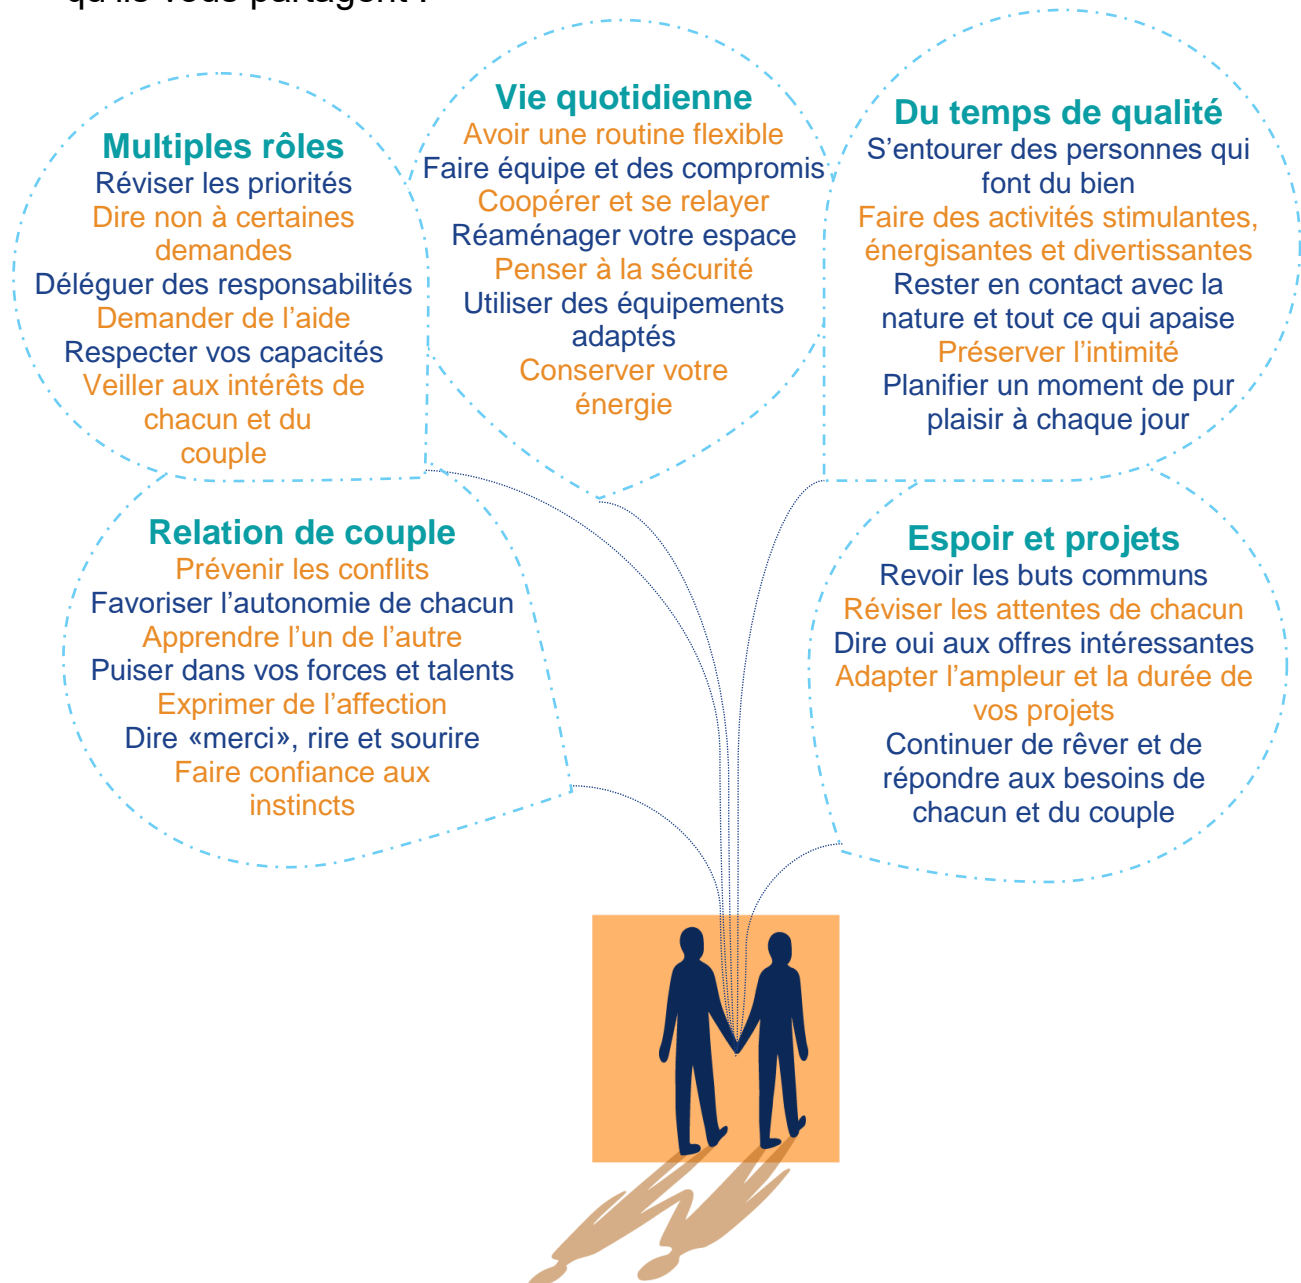 qu'ils vous partagent :
Multiples rôles
Réviser les priorités
Dire non à certaines
demandes
Déléguer des responsabilités
Demander de l'aide
Respecter vos capacités
Veiller aux intérêts de
chacun et du
couple
Vie quotidienne
Avoir une routine flexible
Faire équipe et des compromis
Coopérer et se relayer
Réaménager votre espace
Penser à la sécurité
Utiliser des équipements
adaptés
Conserver votre
énergie
Du temps de qualité
S'entourer des personnes qui
font du bien
Faire des activités stimulantes,
énergisantes et divertissantes
Rester en contact avec la
nature et tout ce qui apaise
Préserver l'intimité
Planifier un moment de pur
plaisir à chaque jour
Relation de couple
Prévenir les conflits
Favoriser l'autonomie de chacun
Apprendre l'un de l'autre
Puiser dans vos forces et talents
Exprimer de l'affection
Dire «merci», rire et sourire
Faire confiance aux
instincts
Espoir et projets
Revoir les buts communs
Réviser les attentes de chacun
Dire oui aux offres intéressantes
Adapter l'ampleur et la durée de
vos projets
Continuer de rêver et de
répondre aux besoins de
chacun et du couple